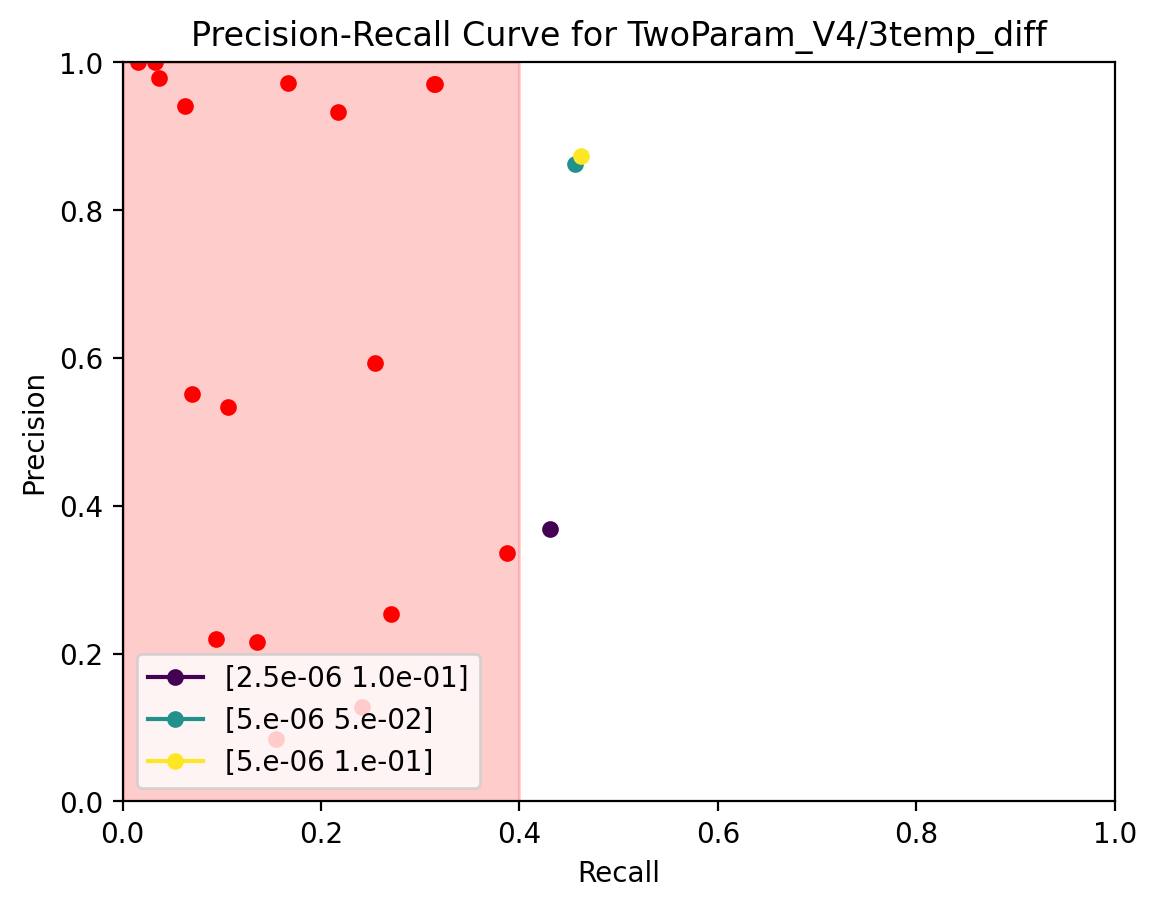 Precision-Recall Curve for TwoParam_V4/3temp_diff
1.0
0.8
0.6
0.4
0.2
0.0
Precision
[2.5e-06 1.0e-01]
[5.e-06 5.e-02]
[5.e-06 1.e-01]
0.0 0.2 0.4 0.6 0.8 1.0
Recall